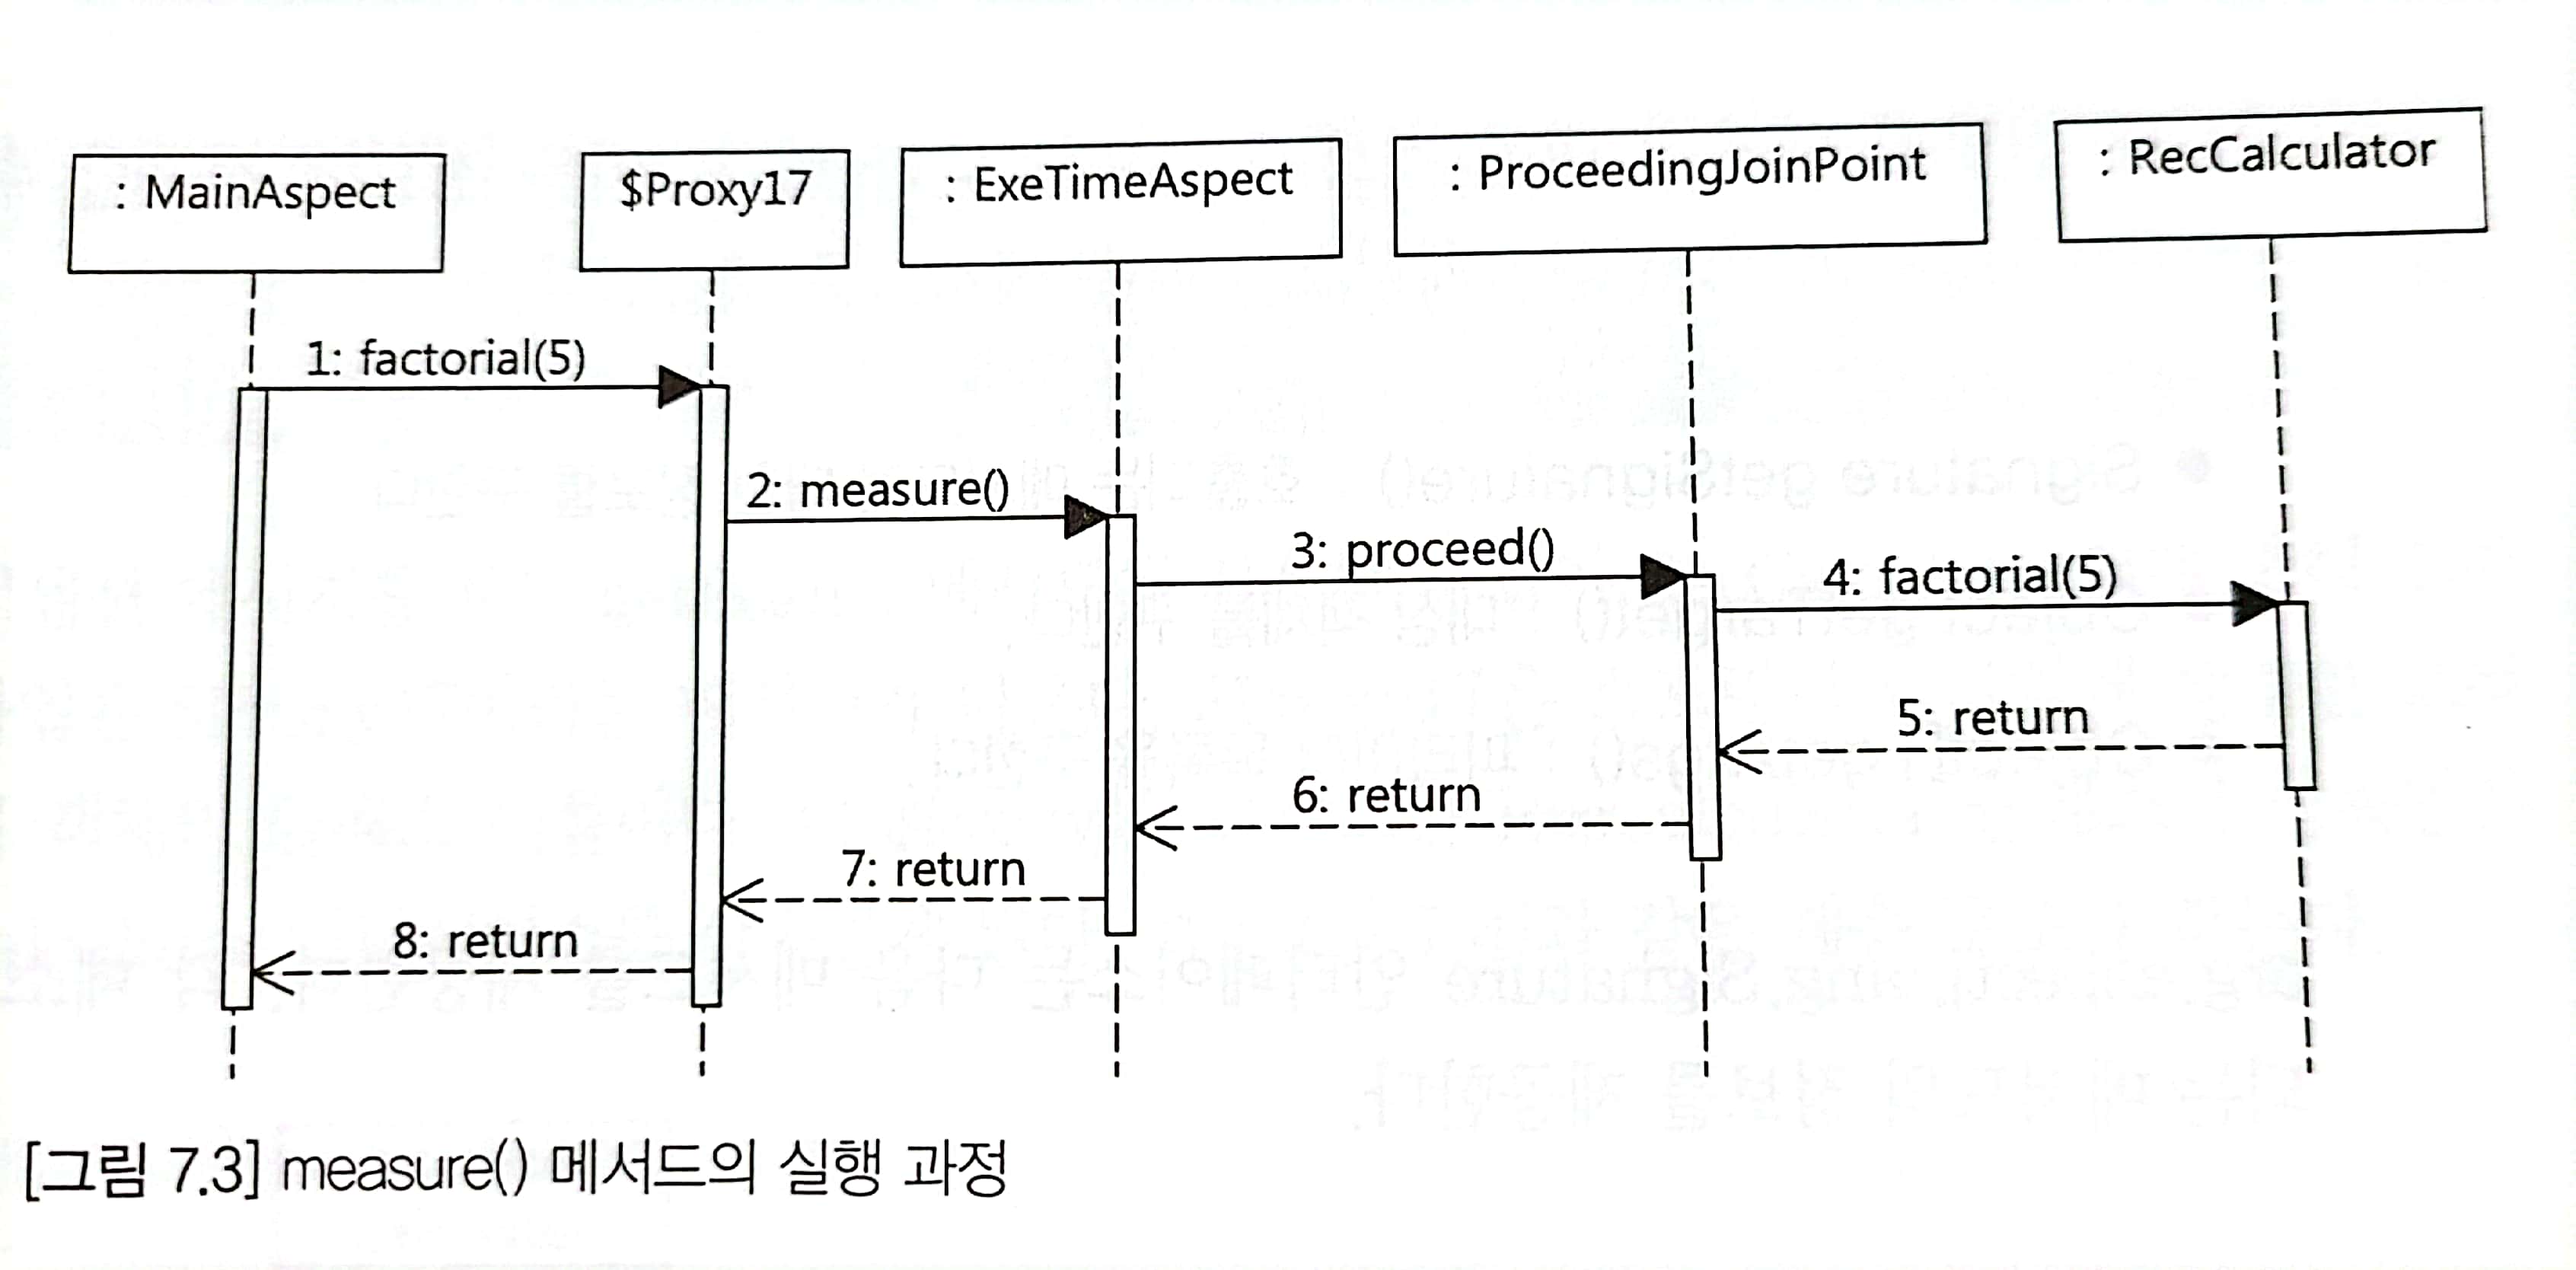 : MainAspect
$Proxy17
: ExeTimeAspect
: ProceedingJoinPoint
: RecCalculator
1: factorial(5)
2: measure()
3: proceed()
4: factorial(5)
5: return
6: return
7: return
8: return
[그림 7.3] measure() 메서드의 실행 과정